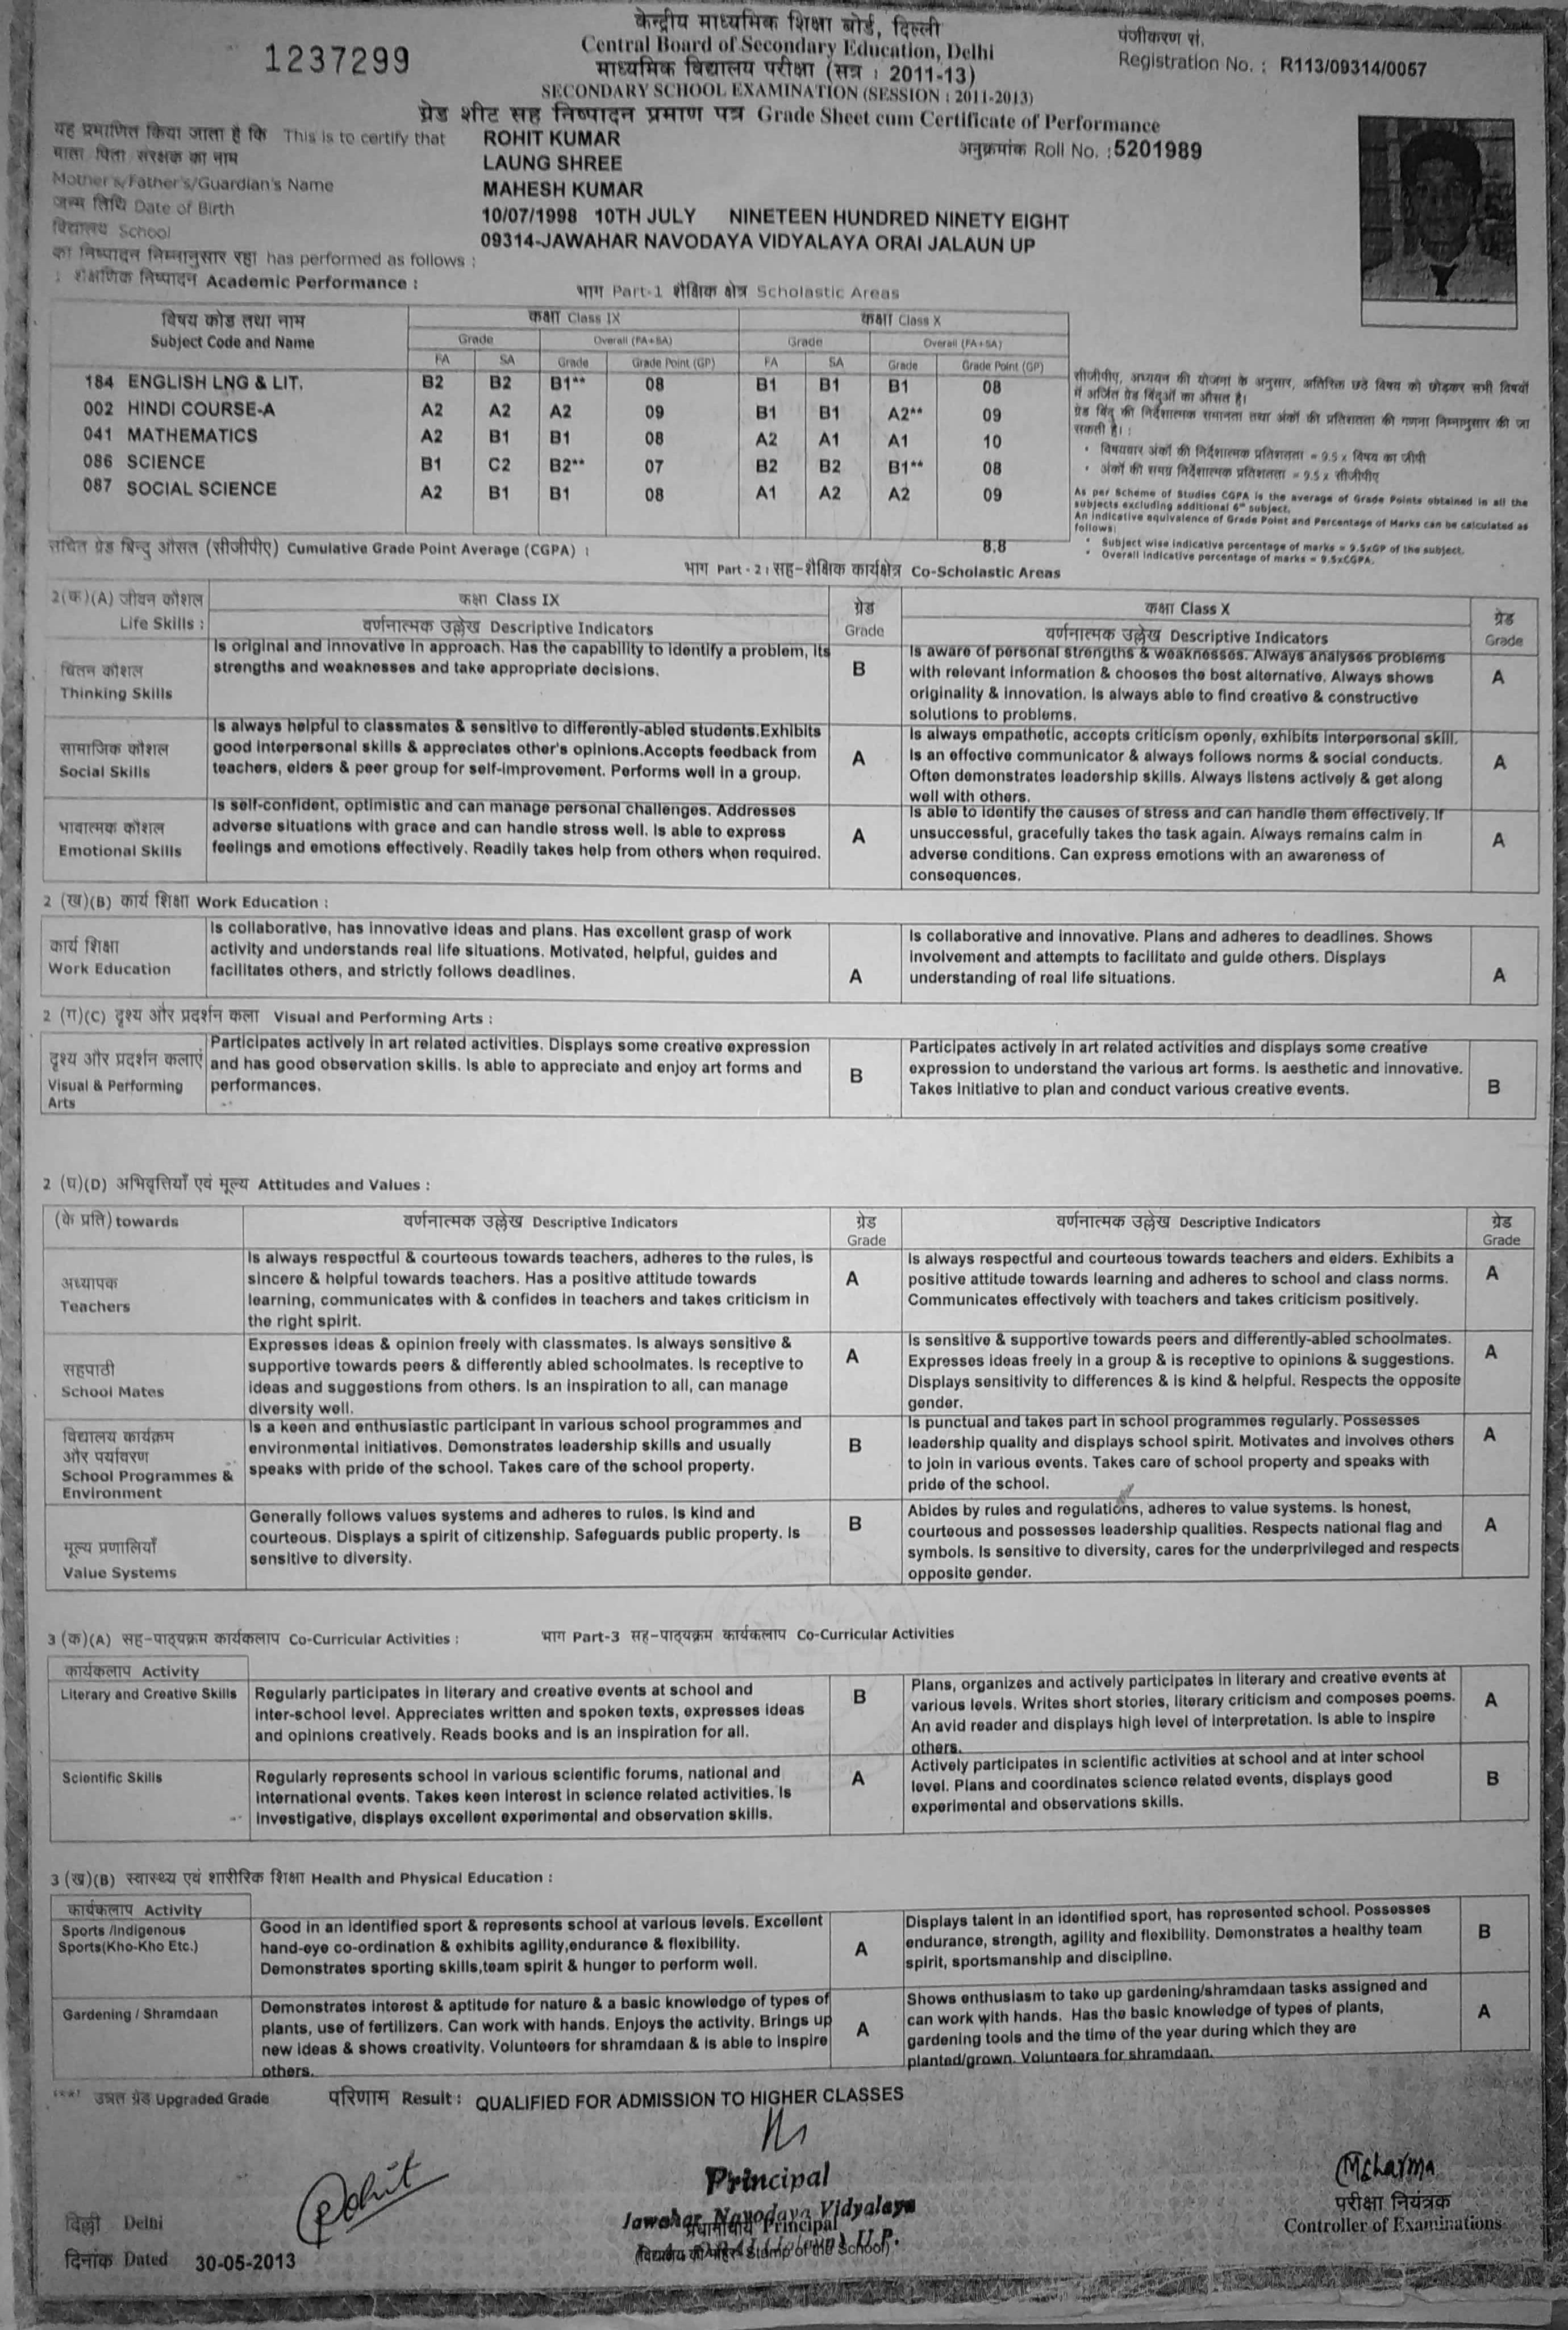 केन्द्रीय माध्यमिक शिक्षा बोर्ड, दिल्ली
1237299
Central Board of Secondary Education, Delhi
पंजीकरण सं.
Registration No. : R113/09314/0057
माध्यमिक विद्यालय परीक्षा (सत्र : 2011-13)
SECONDARY SCHOOL EXAMINATION (SESSION : 2011-2013)
ग्रेड शीट सह निष्पादन प्रमाण पत्र Grade Sheet cum Certificate of Performance
यह प्रमाणित किया जाता है कि This is to certify that ROHIT KUMAR
अनुक्रमांक Roll No. :5201989
माता पिता संरक्षक का नाम LAUNG SHREE
Mother's/Father's/Guardian's Name MAHESH KUMAR
जन्म तिथि Date of Birth 10/07/1998 10TH JULY NINETEEN HUNDRED NINETY EIGHT
विद्यालय School 09314-JAWAHAR NAVODAYA VIDYALAYA ORAI JALAUN UP
का निष्पादन निम्नानुसार रहा has performed as follows :
: शैक्षणिक निष्पादन Academic Performance :
भाग Part-1 शैक्षिक क्षेत्र Scholastic Areas
विषय कोड तथा नाम कक्षा Class IX कक्षा Class X
Subject Code and Name Grade Overall (FA+SA) Grade Overall (FA+SA)
FA SA Grade Grade Point (GP) FA SA Grade Grade Point (GP)
184 ENGLISH LNG & LIT. B2 B2 B1** 08 B1 B1 B1 08
002 HINDI COURSE-A A2 A2 A2 09 B1 B1 A2** 09
041 MATHEMATICS A2 B1 B1 08 A2 A1 A1 10
086 SCIENCE B1 C2 B2** 07 B2 B2 B1** 08
087 SOCIAL SCIENCE A2 B1 B1 08 A1 A2 A2 09
सीजीपीए, अध्ययन की योजना के अनुसार, अतिरिक्त छठे विषय को छोड़कर सभी विषयों
में अर्जित ग्रेड बिंदुओं का औसत है।
ग्रेड बिंदु की निर्देशात्मक समानता तथा अंकों की प्रतिशतता की गणना निम्नानुसार की जा
सकती है। :
• विषयवार अंकों की निर्देशात्मक प्रतिशतता = 9.5 x विषय का जीपी
• अंकों की समग्र निर्देशात्मक प्रतिशतता = 9.5 x सीजीपीए
As per Scheme of Studies CGPA is the average of Grade Points obtained in all the
subjects excluding additional 6th subject.
An indicative equivalence of Grade Point and Percentage of Marks can be calculated as
follows:
• Subject wise indicative percentage of marks = 9.5xGP of the subject.
• Overall indicative percentage of marks = 9.5xCGPA.
संचित ग्रेड बिन्दु औसत (सीजीपीए) Cumulative Grade Point Average (CGPA) : 8.8
भाग Part - 2 : सह-शैक्षिक कार्यक्षेत्र Co-Scholastic Areas
2(क)(A) जीवन कौशल
Life Skills :
कक्षा Class IX
वर्णनात्मक उल्लेख Descriptive Indicators
ग्रेड
Grade
कक्षा Class X
वर्णनात्मक उल्लेख Descriptive Indicators
ग्रेड
Grade
चिंतन कौशल
Thinking Skills
Is original and innovative in approach. Has the capability to identify a problem, its
strengths and weaknesses and take appropriate decisions.
B
Is aware of personal strengths & weaknesses. Always analyses problems
with relevant information & chooses the best alternative. Always shows
originality & innovation. Is always able to find creative & constructive
solutions to problems.
A
सामाजिक कौशल
Social Skills
Is always helpful to classmates & sensitive to differently-abled students.Exhibits
good interpersonal skills & appreciates other's opinions.Accepts feedback from
teachers, elders & peer group for self-improvement. Performs well in a group.
A
Is always empathetic, accepts criticism openly, exhibits interpersonal skill.
Is an effective communicator & always follows norms & social conducts.
Often demonstrates leadership skills. Always listens actively & get along
well with others.
A
भावात्मक कौशल
Emotional Skills
Is self-confident, optimistic and can manage personal challenges. Addresses
adverse situations with grace and can handle stress well. Is able to express
feelings and emotions effectively. Readily takes help from others when required.
A
Is able to identify the causes of stress and can handle them effectively. If
unsuccessful, gracefully takes the task again. Always remains calm in
adverse conditions. Can express emotions with an awareness of
consequences.
A
2 (ख)(B) कार्य शिक्षा Work Education :
कार्य शिक्षा
Work Education
Is collaborative, has innovative ideas and plans. Has excellent grasp of work
activity and understands real life situations. Motivated, helpful, guides and
facilitates others, and strictly follows deadlines.
A
Is collaborative and innovative. Plans and adheres to deadlines. Shows
involvement and attempts to facilitate and guide others. Displays
understanding of real life situations.
A
2 (ग)(C) दृश्य और प्रदर्शन कला Visual and Performing Arts :
दृश्य और प्रदर्शन कलाएं
Visual & Performing
Arts
Participates actively in art related activities. Displays some creative expression
and has good observation skills. Is able to appreciate and enjoy art forms and
performances.
B
Participates actively in art related activities and displays some creative
expression to understand the various art forms. Is aesthetic and innovative.
Takes initiative to plan and conduct various creative events.
B
2 (घ)(D) अभिवृत्तियाँ एवं मूल्य Attitudes and Values :
(के प्रति) towards
वर्णनात्मक उल्लेख Descriptive Indicators
ग्रेड
Grade
वर्णनात्मक उल्लेख Descriptive Indicators
ग्रेड
Grade
अध्यापक
Teachers
Is always respectful & courteous towards teachers, adheres to the rules, is
sincere & helpful towards teachers. Has a positive attitude towards
learning, communicates with & confides in teachers and takes criticism in
the right spirit.
A
Is always respectful and courteous towards teachers and elders. Exhibits a
positive attitude towards learning and adheres to school and class norms.
Communicates effectively with teachers and takes criticism positively.
A
सहपाठी
School Mates
Expresses ideas & opinion freely with classmates. Is always sensitive &
supportive towards peers & differently abled schoolmates. Is receptive to
ideas and suggestions from others. Is an inspiration to all, can manage
diversity well.
A
Is sensitive & supportive towards peers and differently-abled schoolmates.
Expresses ideas freely in a group & is receptive to opinions & suggestions.
Displays sensitivity to differences & is kind & helpful. Respects the opposite
gender.
A
विद्यालय कार्यक्रम
और पर्यावरण
School Programmes &
Environment
Is a keen and enthusiastic participant in various school programmes and
environmental initiatives. Demonstrates leadership skills and usually
speaks with pride of the school. Takes care of the school property.
B
Is punctual and takes part in school programmes regularly. Possesses
leadership quality and displays school spirit. Motivates and involves others
to join in various events. Takes care of school property and speaks with
pride of the school.
A
मूल्य प्रणालियाँ
Value Systems
Generally follows values systems and adheres to rules. Is kind and
courteous. Displays a spirit of citizenship. Safeguards public property. Is
sensitive to diversity.
B
Abides by rules and regulations, adheres to value systems. Is honest,
courteous and possesses leadership qualities. Respects national flag and
symbols. Is sensitive to diversity, cares for the underprivileged and respects
opposite gender.
A
3 (क)(A) सह-पाठ्यक्रम कार्यकलाप Co-Curricular Activities :
भाग Part-3 सह-पाठ्यक्रम कार्यकलाप Co-Curricular Activities
कार्यकलाप Activity
Literary and Creative Skills
Regularly participates in literary and creative events at school and
inter-school level. Appreciates written and spoken texts, expresses ideas
and opinions creatively. Reads books and is an inspiration for all.
B
Plans, organizes and actively participates in literary and creative events at
various levels. Writes short stories, literary criticism and composes poems.
An avid reader and displays high level of interpretation. Is able to inspire
others.
A
Scientific Skills
Regularly represents school in various scientific forums, national and
international events. Takes keen interest in science related activities. Is
investigative, displays excellent experimental and observation skills.
A
Actively participates in scientific activities at school and at inter school
level. Plans and coordinates science related events, displays good
experimental and observations skills.
B
3 (ख)(B) स्वास्थ्य एवं शारीरिक शिक्षा Health and Physical Education :
कार्यकलाप Activity
Sports /Indigenous
Sports(Kho-Kho Etc.)
Good in an identified sport & represents school at various levels. Excellent
hand-eye co-ordination & exhibits agility,endurance & flexibility.
Demonstrates sporting skills,team spirit & hunger to perform well.
A
Displays talent in an identified sport, has represented school. Possesses
endurance, strength, agility and flexibility. Demonstrates a healthy team
spirit, sportsmanship and discipline.
B
Gardening / Shramdaan
Demonstrates interest & aptitude for nature & a basic knowledge of types of
plants, use of fertilizers. Can work with hands. Enjoys the activity. Brings up
new ideas & shows creativity. Volunteers for shramdaan & is able to inspire
others.
A
Shows enthusiasm to take up gardening/shramdaan tasks assigned and
can work with hands. Has the basic knowledge of types of plants,
gardening tools and the time of the year during which they are
planted/grown. Volunteers for shramdaan.
A
उन्नत ग्रेड Upgraded Grade परिणाम Result : QUALIFIED FOR ADMISSION TO HIGHER CLASSES
Rohit
Principal
Jawahar Navodaya Vidyalaya
Principal
U.P.
(विद्यालय की मोहर Stamp of the School)
MSharma
परीक्षा नियंत्रक
Controller of Examinations
दिल्ली Delhi
दिनांक Dated 30-05-2013